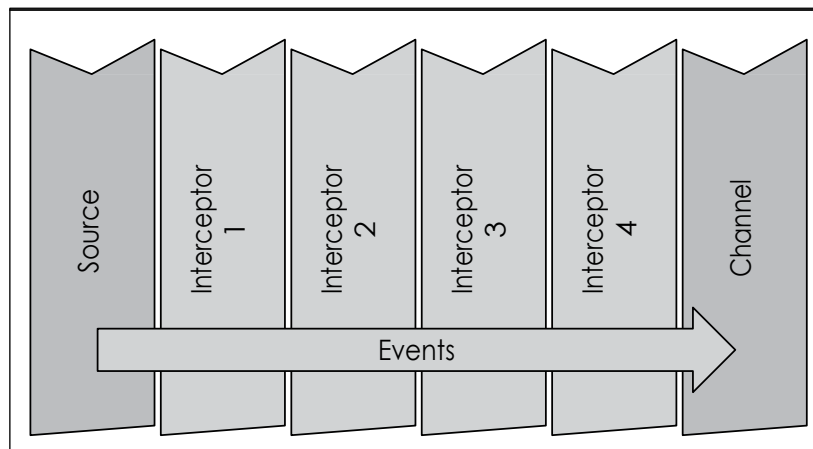 Source
Interceptor
1
Interceptor
2
Interceptor
3
Interceptor
4
Channel
Events